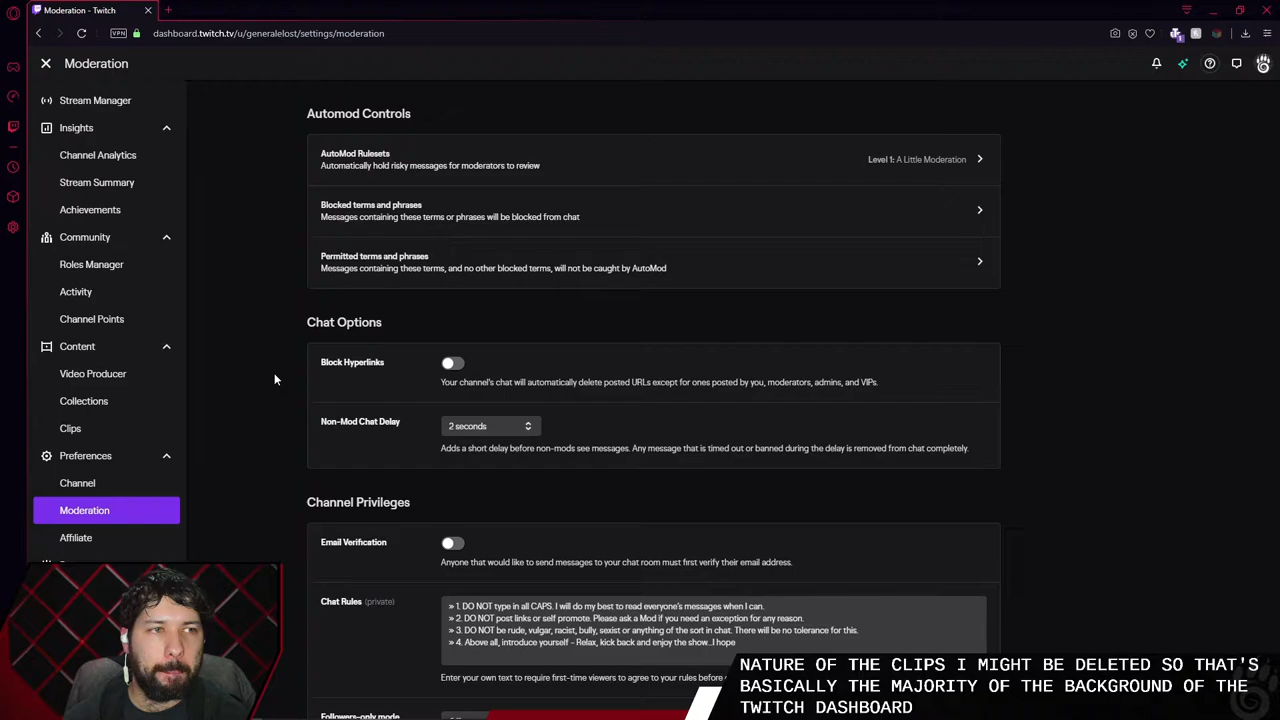 Moderation - Twitch
VPN
dashboard.twitch.tv/u/generalelost/settings/moderation
1
Moderation
Stream Manager
Insights
Channel Analytics
Stream Summary
Achievements
Community
Roles Manager
Activity
Channel Points
Content
Video Producer
Collections
Clips
Preferences
Channel
Moderation
Affiliate
Automod Controls
AutoMod Rulesets
Automatically hold risky messages for moderators to review
Level 1: A Little Moderation
Blocked terms and phrases
Messages containing these terms or phrases will be blocked from chat
Permitted terms and phrases
Messages containing these terms, and no other blocked terms, will not be caught by AutoMod
Chat Options
Block Hyperlinks
Your channel's chat will automatically delete posted URLs except for ones posted by you, moderators, admins, and VIPs.
Non-Mod Chat Delay
2 seconds
Adds a short delay before non-mods see messages. Any message that is timed out or banned during the delay is removed from chat completely.
Channel Privileges
Email Verification
Anyone that would like to send messages to your chat room must first verify their email address.
Chat Rules (private)
» 1. DO NOT type in all CAPS. I will do my best to read everyone's messages when I can.
» 2. DO NOT post links or self promote. Please ask a Mod if you need an exception for any reason.
» 3. DO NOT be rude, vulgar, racist, bully, sexist or anything of the sort in chat. There will be no tolerance for this.
» 4. Above all, introduce yourself - Relax, kick back and enjoy the show...I hope
Enter your own text to require first-time viewers to agree to your rules before
Followers-only mode
NATURE OF THE CLIPS I MIGHT BE DELETED SO THAT'S
BASICALLY THE MAJORITY OF THE BACKGROUND OF THE
TWITCH DASHBOARD